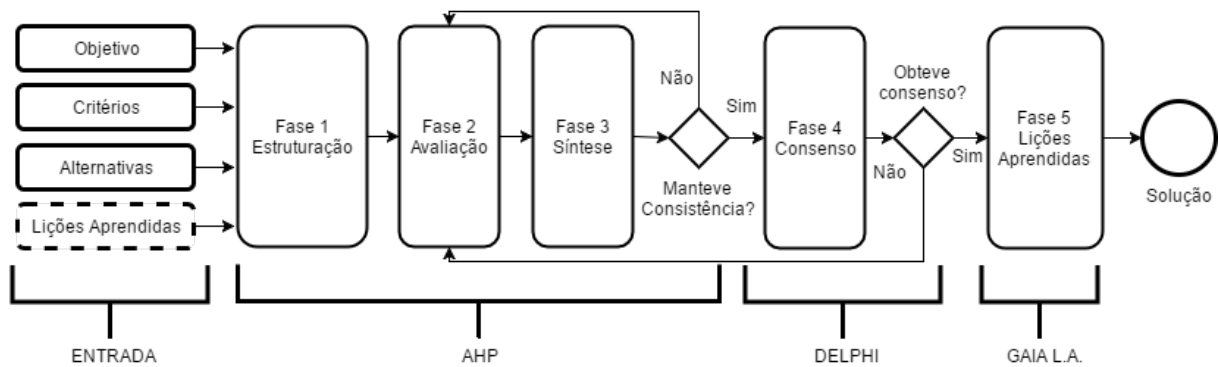 Objetivo
Critérios
Alternativas
Lições Aprendidas
Fase 1
Estruturação
Fase 2
Avaliação
Fase 3
Síntese
Não
Sim
Manteve
Consistência?
Fase 4
Consenso
Obteve
consenso?
Não
Sim
Fase 5
Lições
Aprendidas
Solução
ENTRADA
AHP
DELPHI
GAIA L.A.